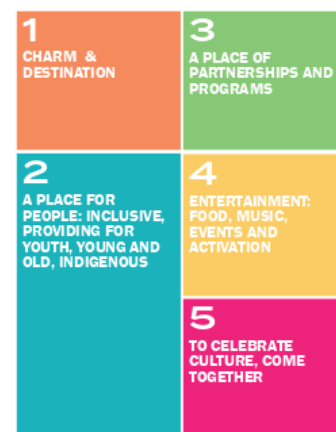 1
CHARM &
DESTINATION
2
A PLACE FOR
PEOPLE: INCLUSIVE,
PROVIDING FOR
YOUTH, YOUNG AND
OLD, INDIGENOUS
3
A PLACE OF
PARTNERSHIPS AND
PROGRAMS
4
ENTERTAINMENT:
FOOD, MUSIC,
EVENTS AND
ACTIVATION
5
TO CELEBRATE
CULTURE, COME
TOGETHER